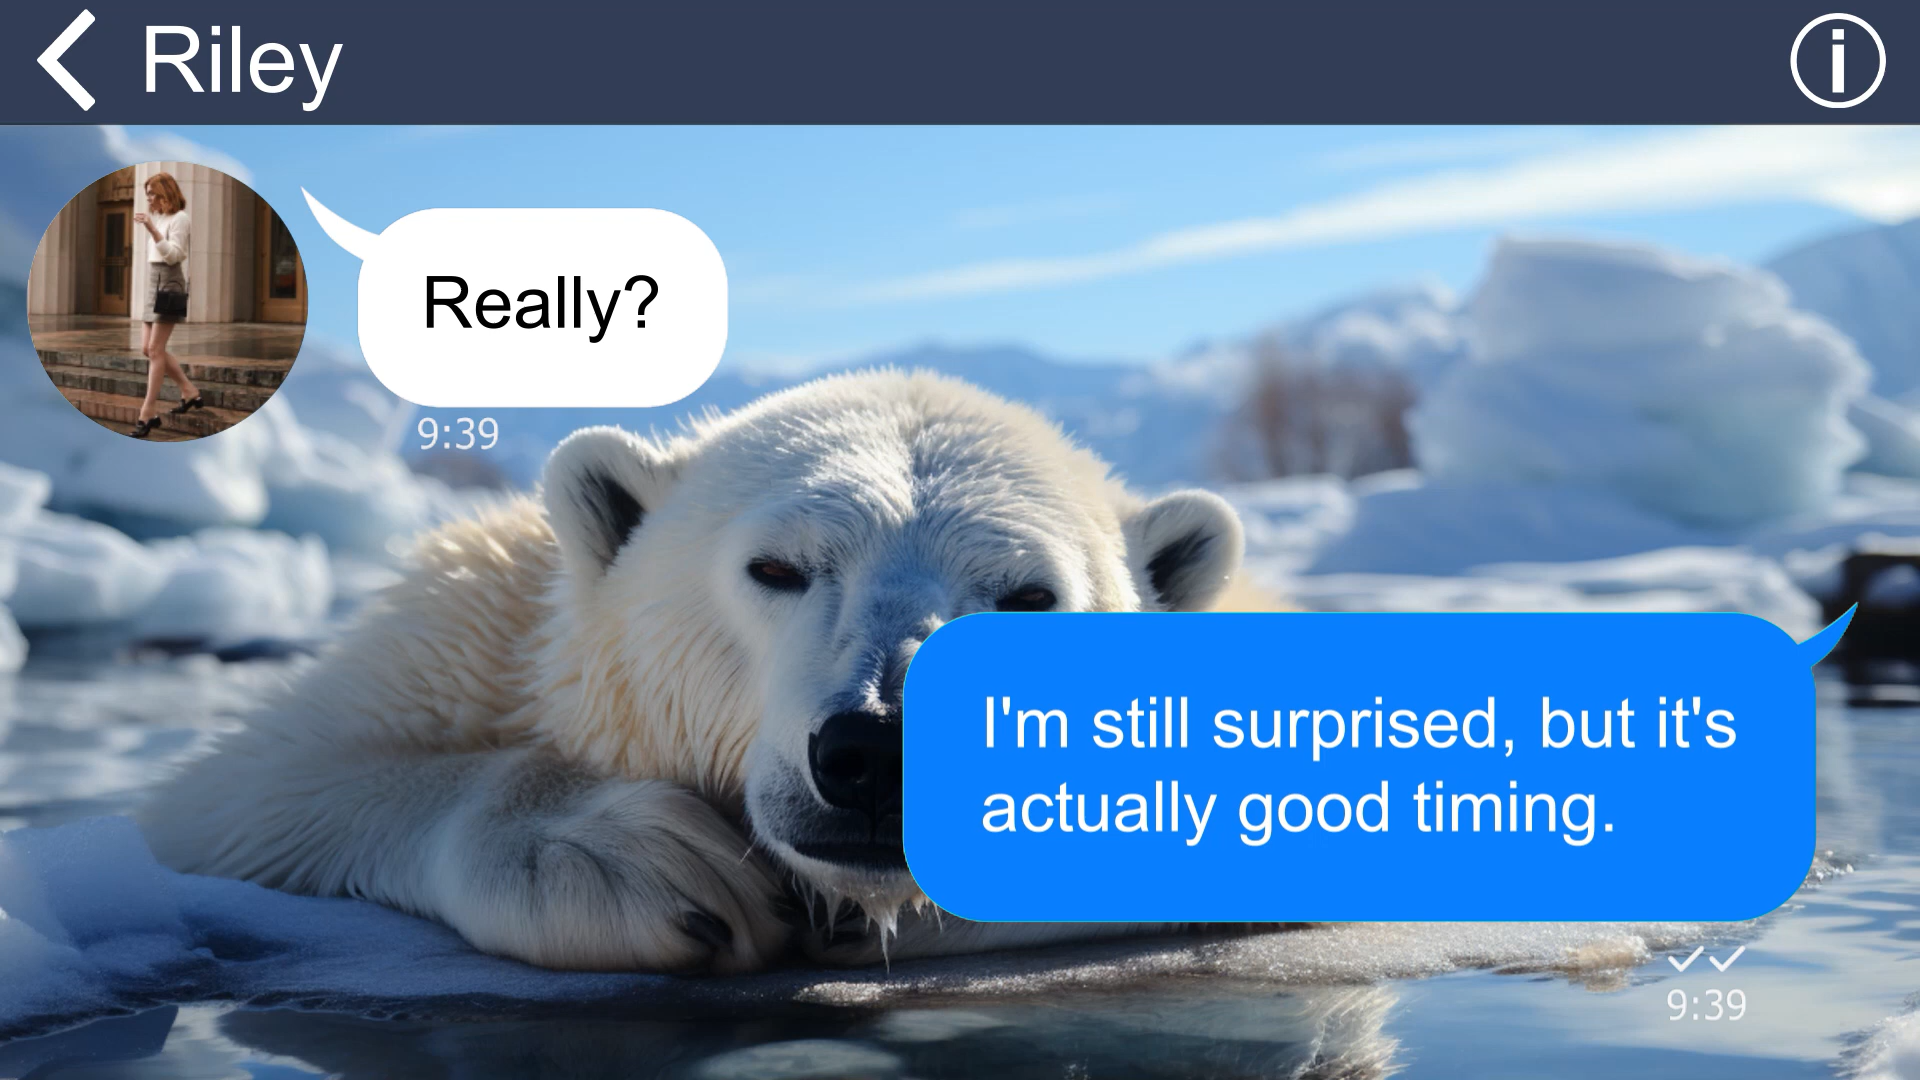 Riley
Really?
9:39
I'm still surprised, but it's
actually good timing.
9:39